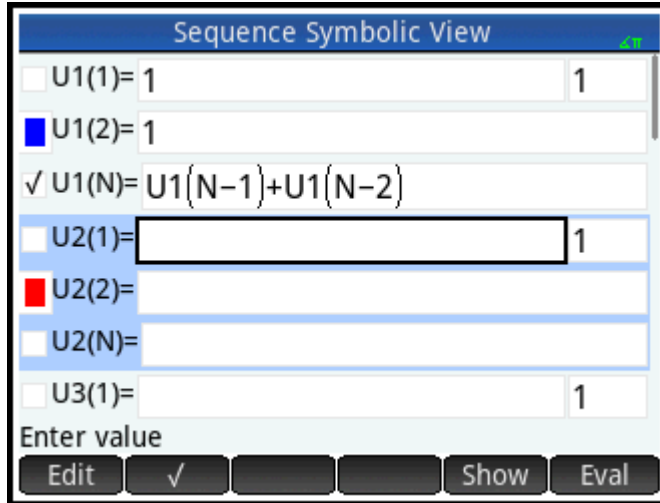 Sequence Symbolic View
∡π
U1(1)= 1 1
U1(2)= 1
√ U1(N)= U1(N−1)+U1(N−2)
U2(1)= 1
U2(2)=
U2(N)=
U3(1)= 1
Enter value
Edit √ Show Eval